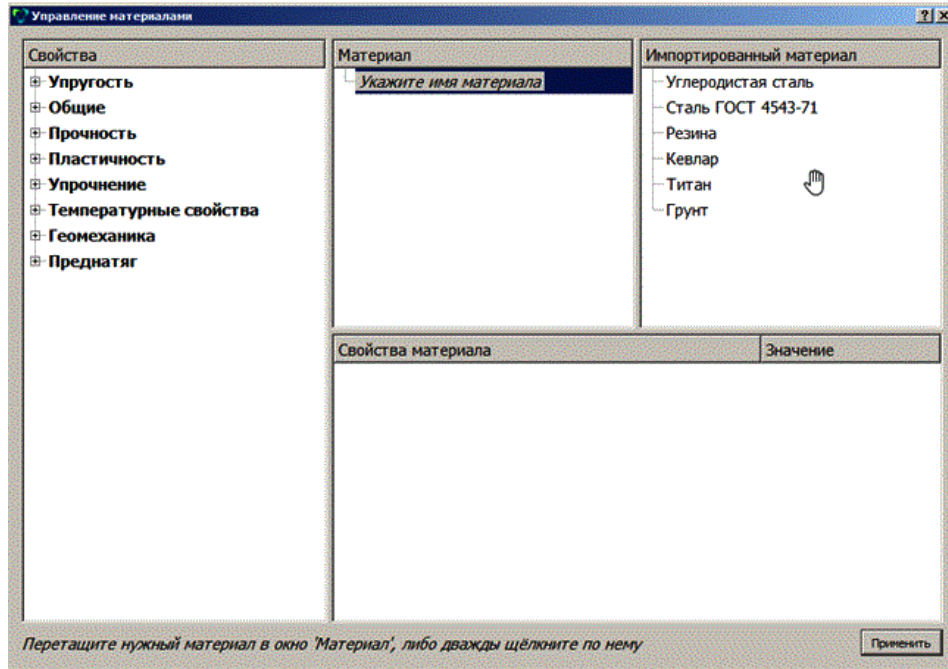 Управление материалами
Свойства
Упругость
Общие
Прочность
Пластичность
Упрочнение
Температурные свойства
Геомеханика
Преднатяг
Материал
Укажите имя материала
Импортированный материал
Углеродистая сталь
Сталь ГОСТ 4543-71
Резина
Кевлар
Титан
Грунт
Свойства материала Значение
Перетащите нужный материал в окно 'Материал', либо дважды щёлкните по нему
Применить